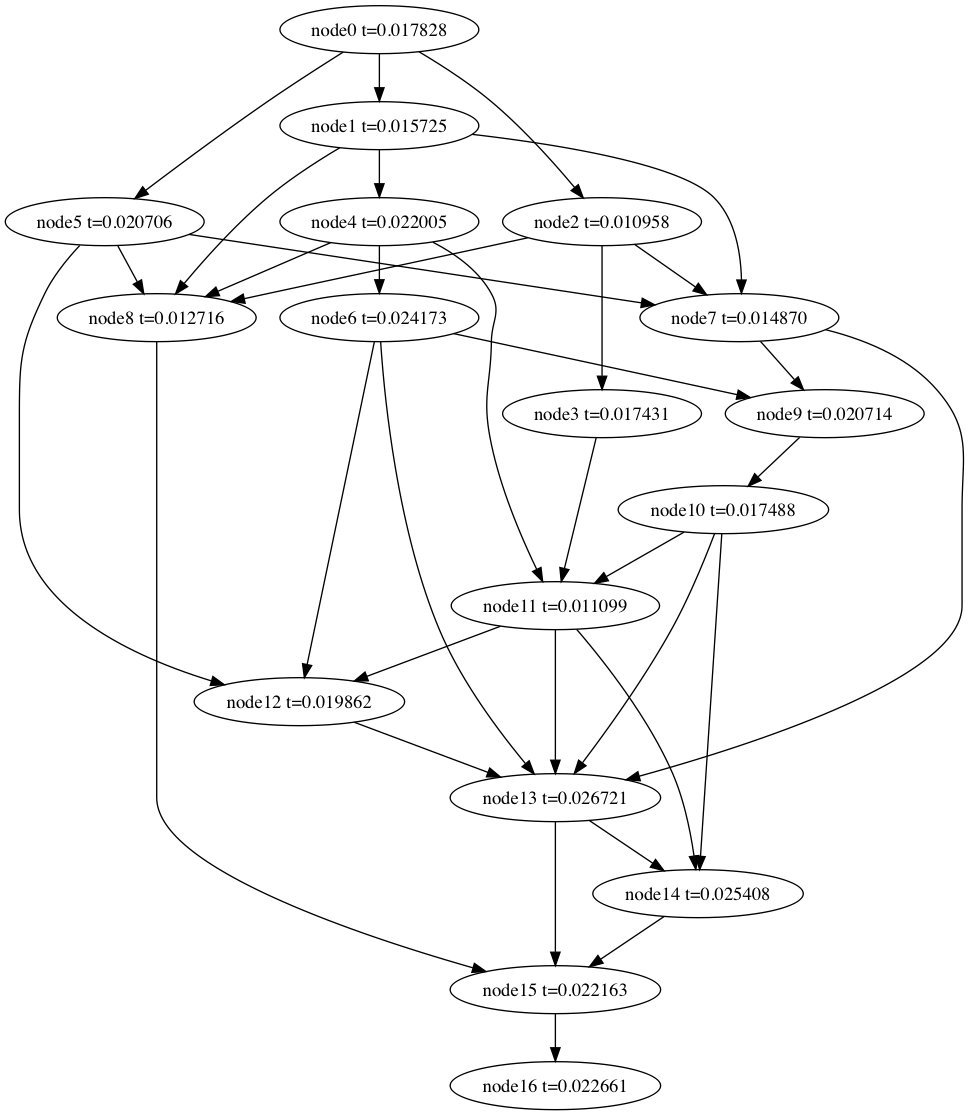 node0 t=0.017828
node1 t=0.015725
node5 t=0.020706
node4 t=0.022005
node2 t=0.010958
node8 t=0.012716
node6 t=0.024173
node7 t=0.014870
node3 t=0.017431
node9 t=0.020714
node10 t=0.017488
node11 t=0.011099
node12 t=0.019862
node13 t=0.026721
node14 t=0.025408
node15 t=0.022163
node16 t=0.022661